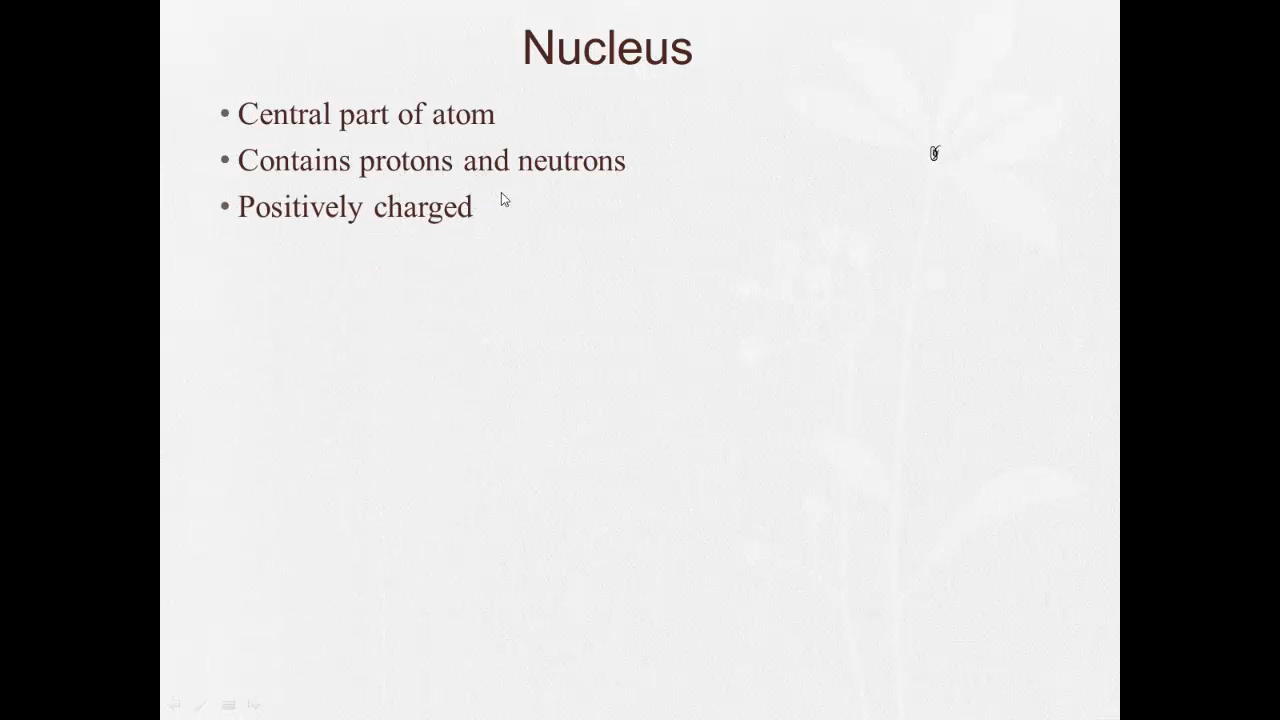 Nucleus
• Central part of atom
• Contains protons and neutrons
• Positively charged